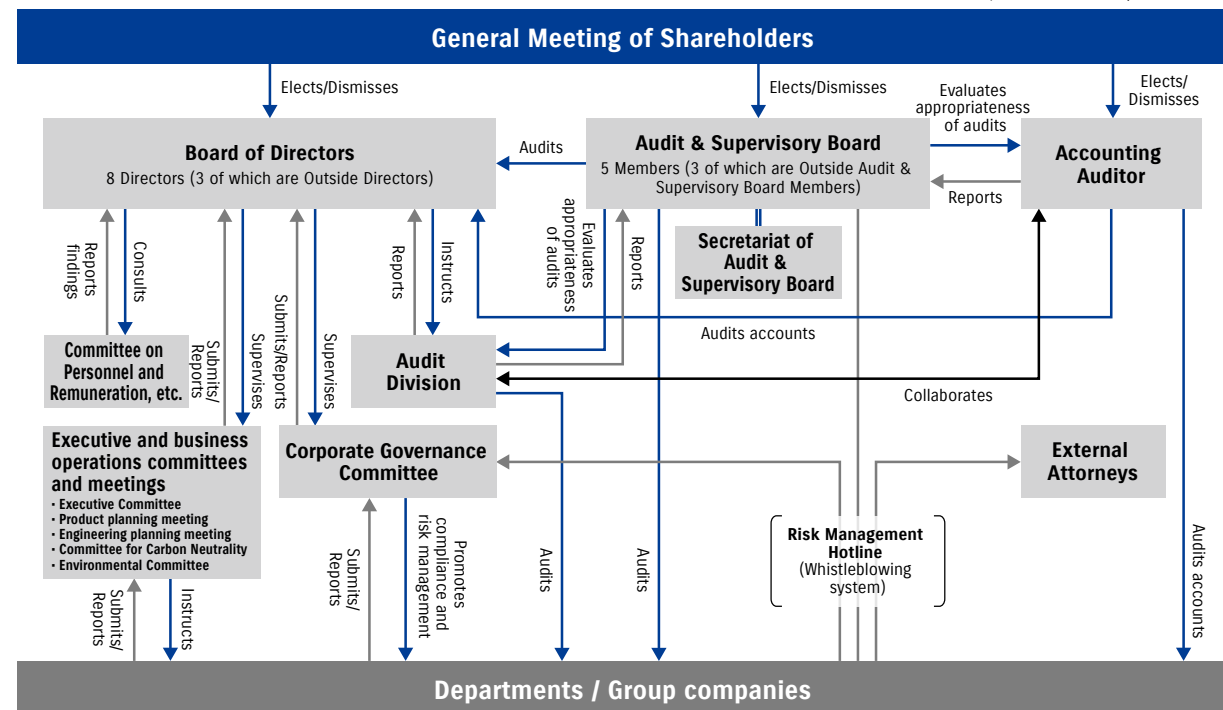 General Meeting of Shareholders
Elects/Dismisses
Elects/Dismisses
Evaluates
appropriateness
of audits
Elects/
Dismisses
Board of Directors
8 Directors (3 of which are Outside Directors)
Audits
Audit & Supervisory Board
5 Members (3 of which are Outside Audit &
Supervisory Board Members)
Accounting
Auditor
Reports
Reports
findings
Consults
Submits/
Reports
Supervises
Submits/Reports
Supervises
Reports
Instructs
Evaluates
appropriateness
of audits
Reports
Secretariat of
Audit &
Supervisory Board
Audits accounts
Committee on
Personnel and
Remuneration, etc.
Audit
Division
Collaborates
Executive and business
operations committees
and meetings
· Executive Committee
· Product planning meeting
· Engineering planning meeting
· Committee for Carbon Neutrality
· Environmental Committee
Corporate Governance
Committee
External
Attorneys
Risk Management
Hotline
(Whistleblowing
system)
Submits/
Reports
Instructs
Submits/
Reports
Promotes
compliance and
risk management
Audits
Audits
Audits accounts
Departments / Group companies